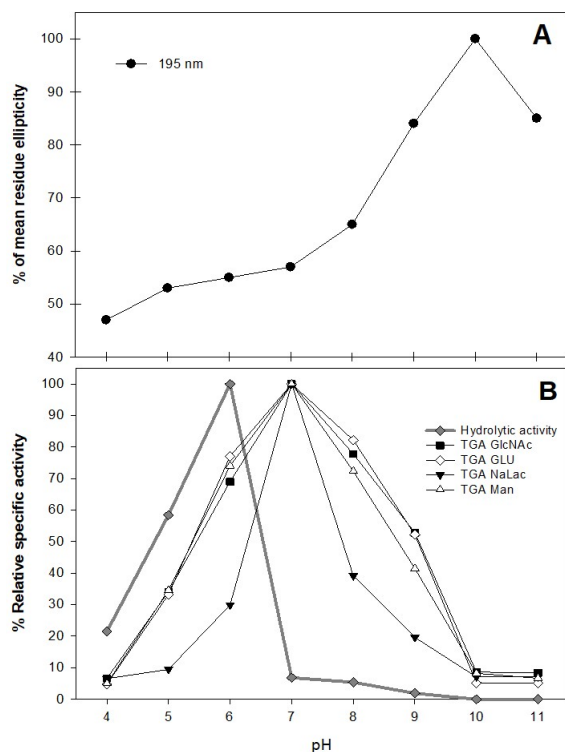 A
195 nm
% of mean residue ellipticity
100
90
80
70
60
50
40
B
Hydrolytic activity
TGA GlcNAc
TGA GLU
TGA NaLac
TGA Man
% Relative specific activity
100
90
80
70
60
50
40
30
20
10
0
4 5 6 7 8 9 10 11
pH